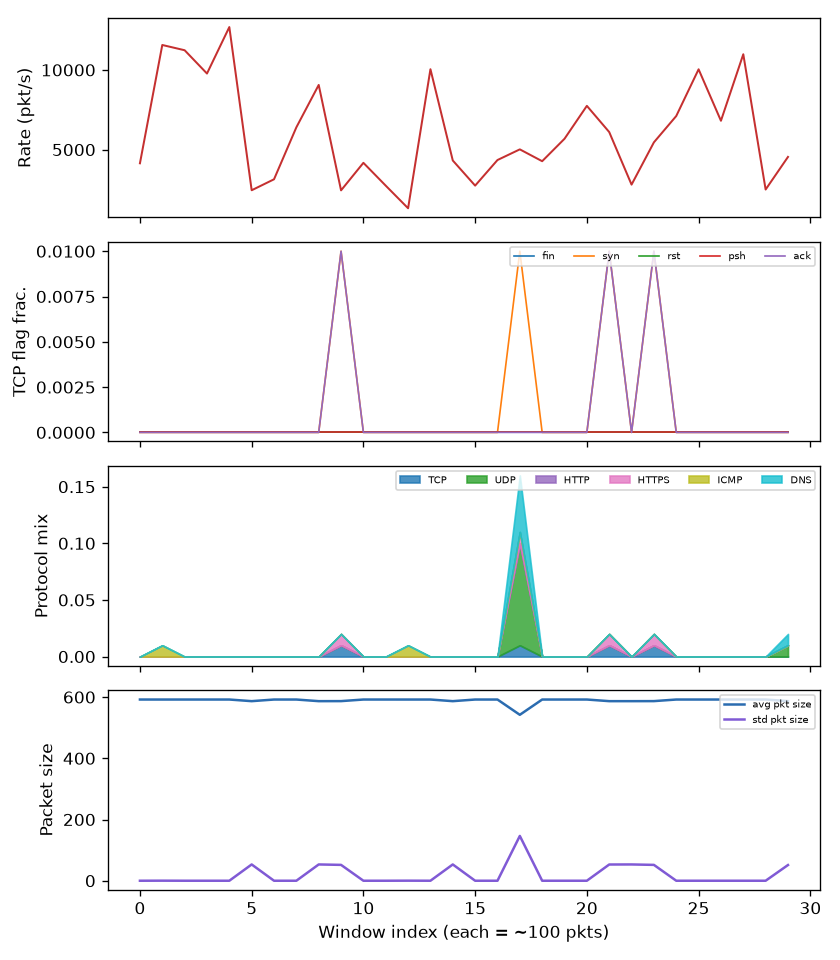 10000
5000
Rate (pkt/s)
fin syn rst psh ack
0.0100
0.0075
0.0050
0.0025
0.0000
TCP flag frac.
TCP UDP HTTP HTTPS ICMP DNS
0.15
0.10
0.05
0.00
Protocol mix
avg pkt size
std pkt size
600
400
200
0
Packet size
0 5 10 15 20 25 30
Window index (each = ~100 pkts)